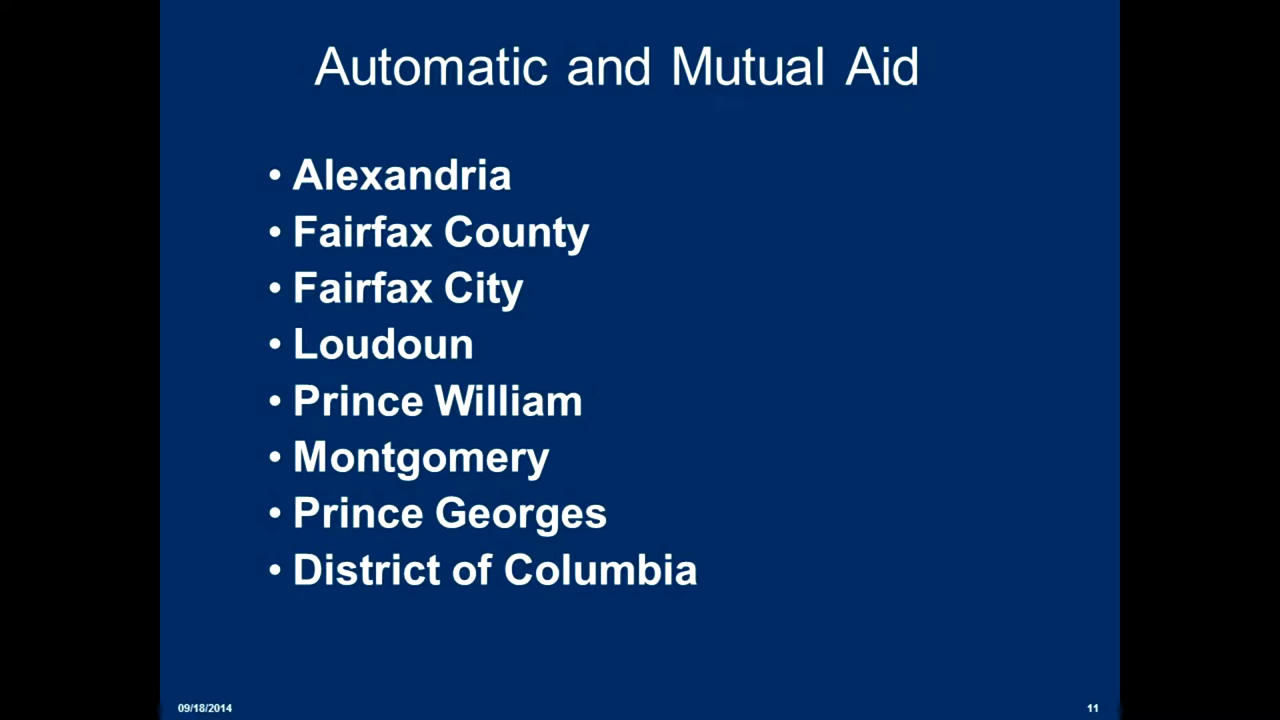 Automatic and Mutual Aid
• Alexandria
• Fairfax County
• Fairfax City
• Loudoun
• Prince William
• Montgomery
• Prince Georges
• District of Columbia
09/18/2014
11